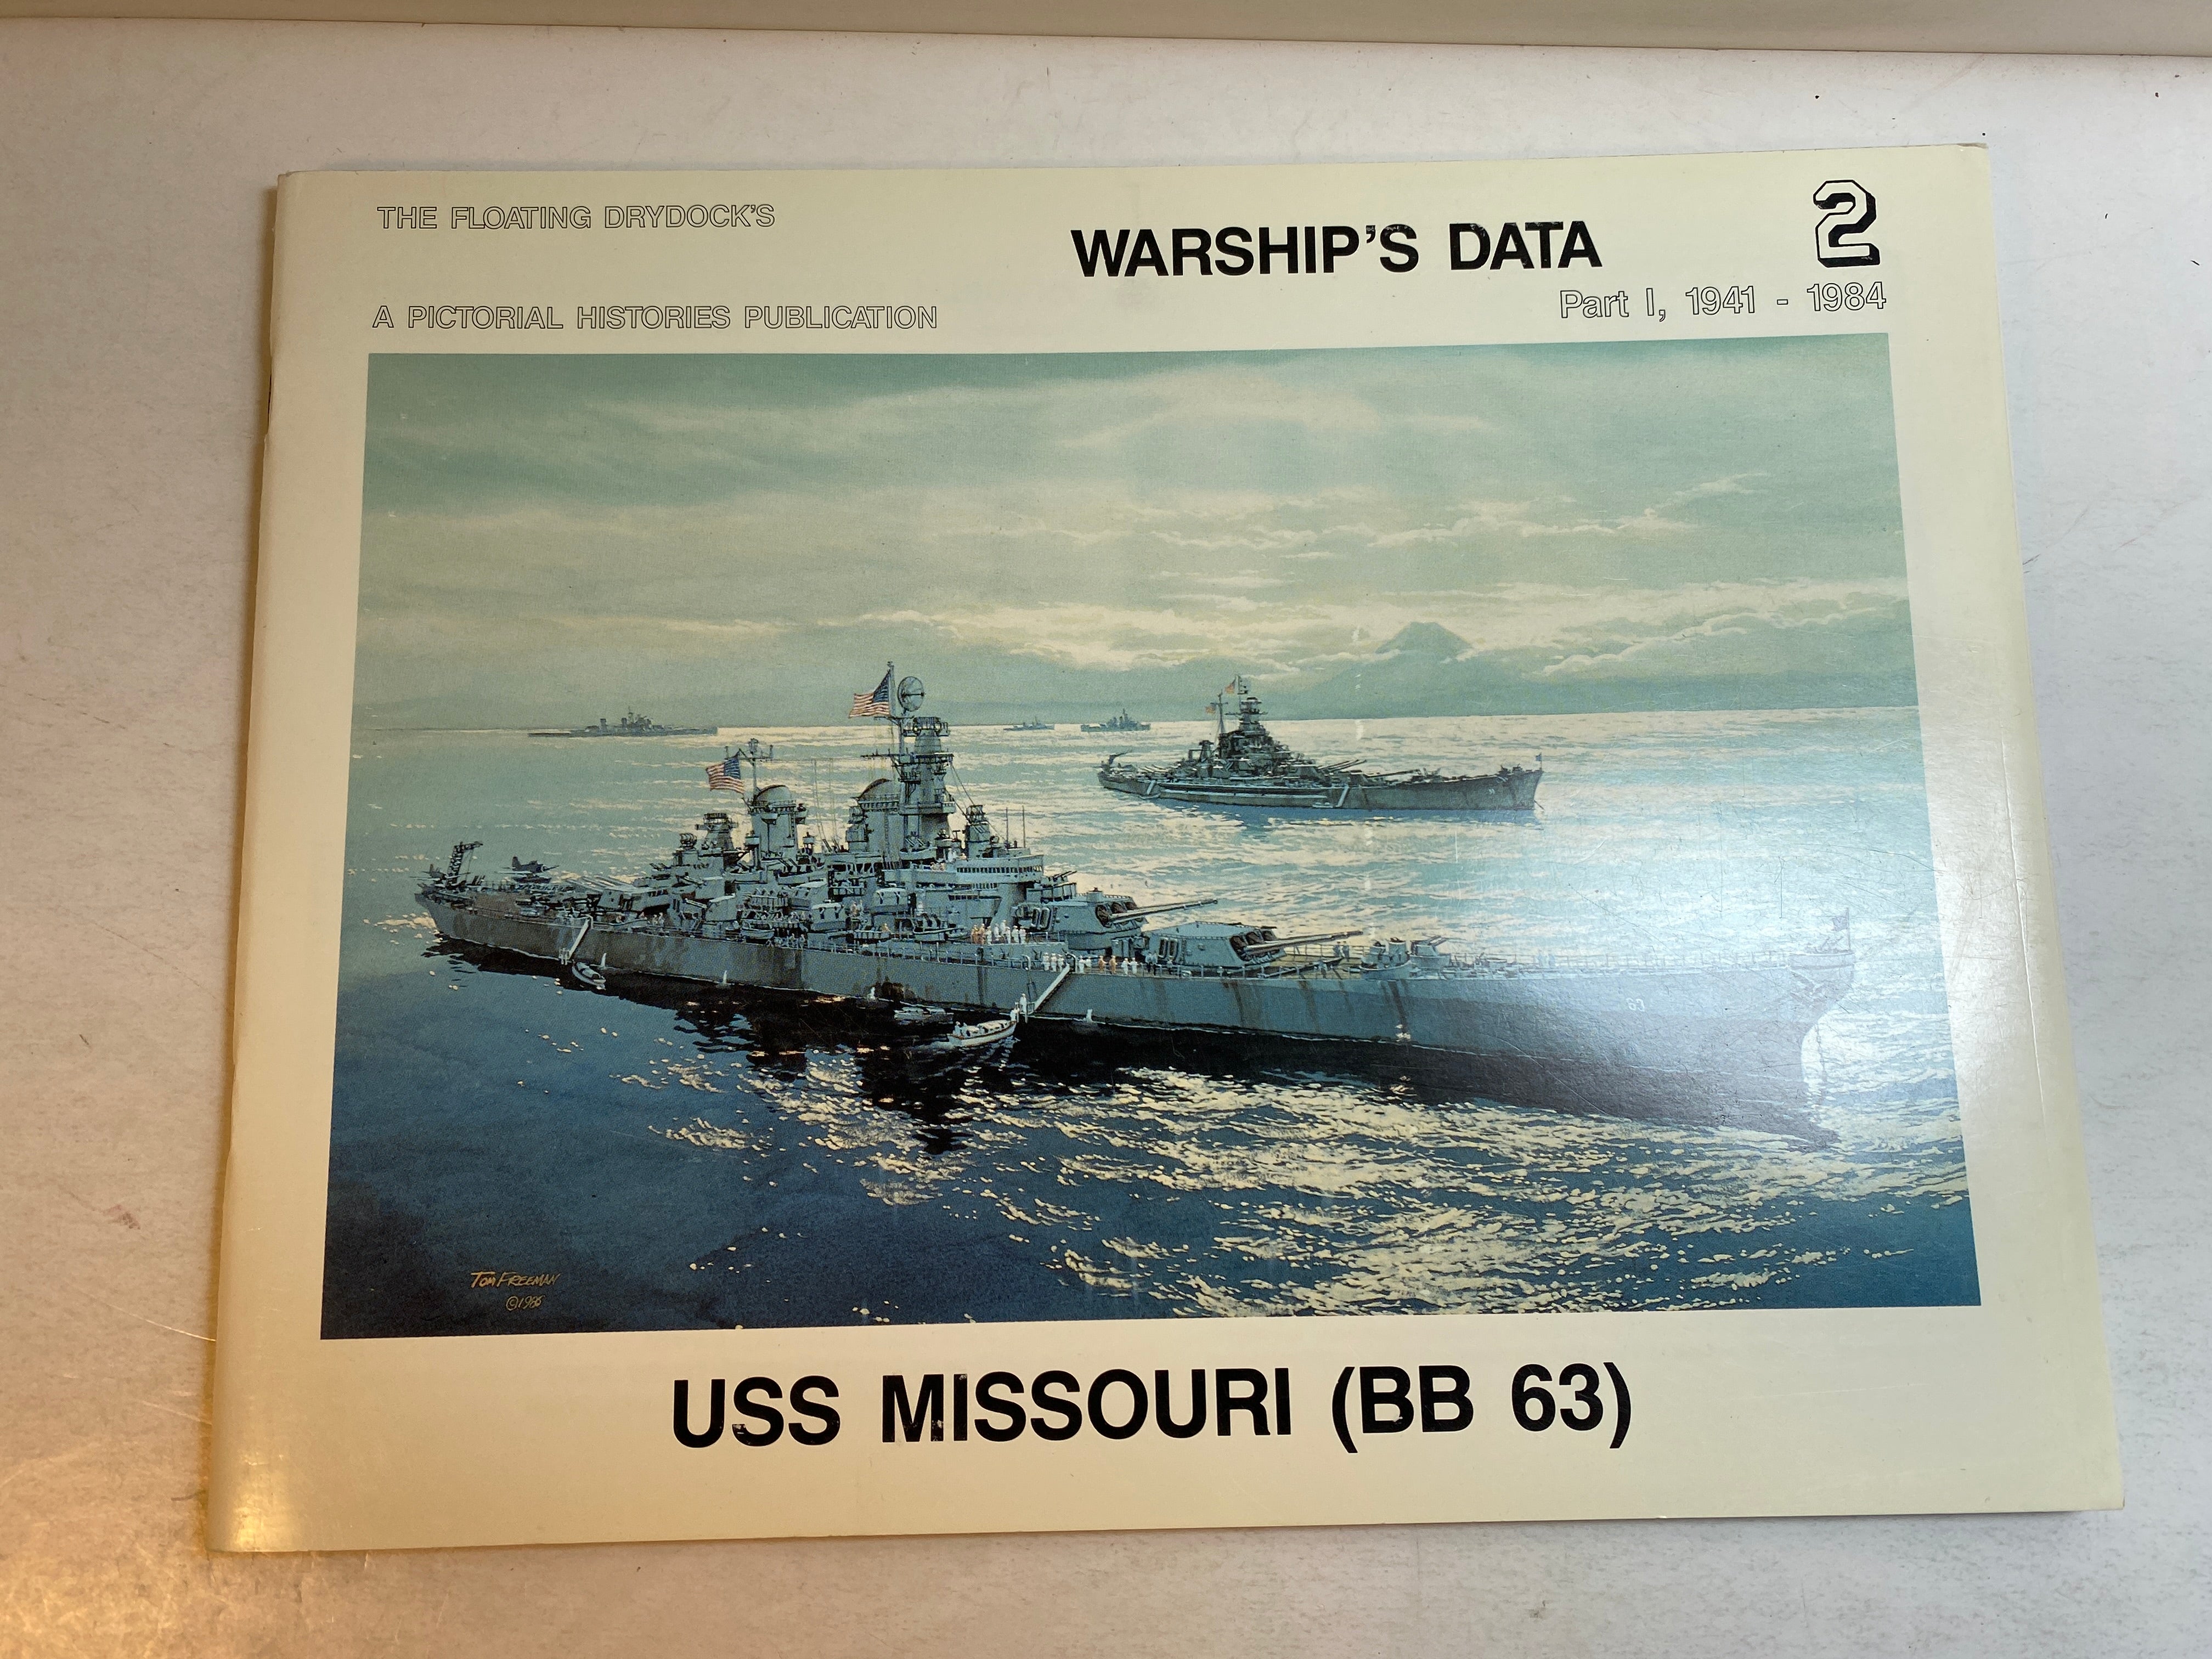 THE FLOATING DRYDOCK'S
WARSHIP'S DATA 2
A PICTORIAL HISTORIES PUBLICATION
Part I, 1941 - 1984
63
TOM FREEMAN
USS MISSOURI (BB 63)